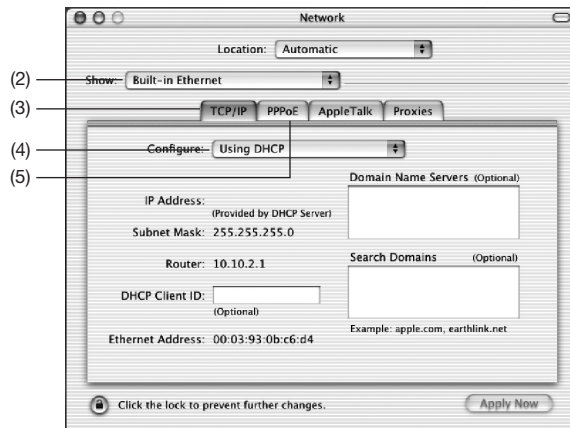 Network
Location: Automatic
(2) Show: Built-in Ethernet
(3) TCP/IP PPPoE AppleTalk Proxies
(4) Configure: Using DHCP
(5)
Domain Name Servers (Optional)
IP Address:
(Provided by DHCP Server)
Subnet Mask: 255.255.255.0
Router: 10.10.2.1
Search Domains (Optional)
DHCP Client ID:
(Optional)
Example: apple.com, earthlink.net
Ethernet Address: 00:03:93:0b:c6:d4
Click the lock to prevent further changes.
Apply Now